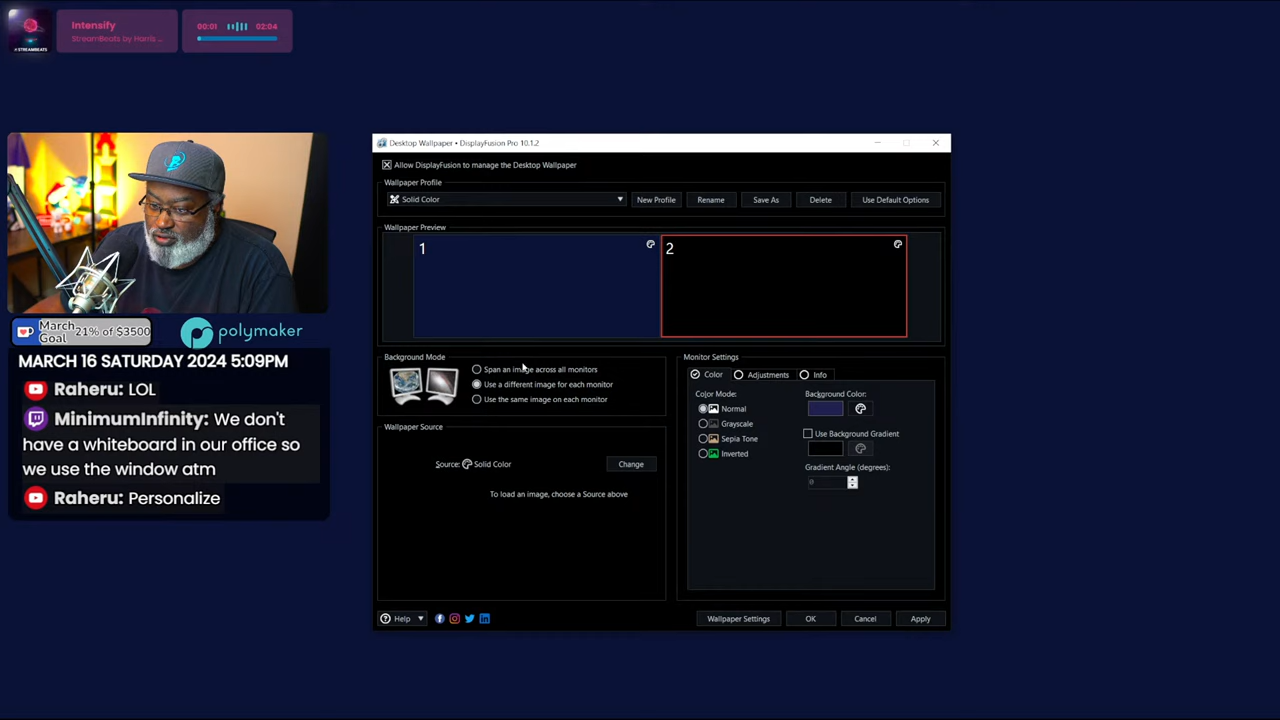 Intensify
StreamBeats by Harris ...
00:01
02:04
Desktop Wallpaper • DisplayFusion Pro 10.1.2
Allow DisplayFusion to manage the Desktop Wallpaper
Wallpaper Profile
Solid Color
New Profile
Rename
Save As
Delete
Use Default Options
Wallpaper Preview
1
2
March Goal
21% of $3500
polymaker
MARCH 16 SATURDAY 2024 5:09PM
Raheru: LOL
MinimumInfinity: We don't
have a whiteboard in our office so
we use the window atm
Raheru: Personalize
Background Mode
Span an image across all monitors
Use a different image for each monitor
Use the same image on each monitor
Wallpaper Source
Source: Solid Color
Change
To load an image, choose a Source above
Monitor Settings
Color
Adjustments
Info
Color Mode:
Normal
Grayscale
Sepia Tone
Inverted
Background Color:
Use Background Gradient
Gradient Angle (degrees):
0
Help
Wallpaper Settings
OK
Cancel
Apply